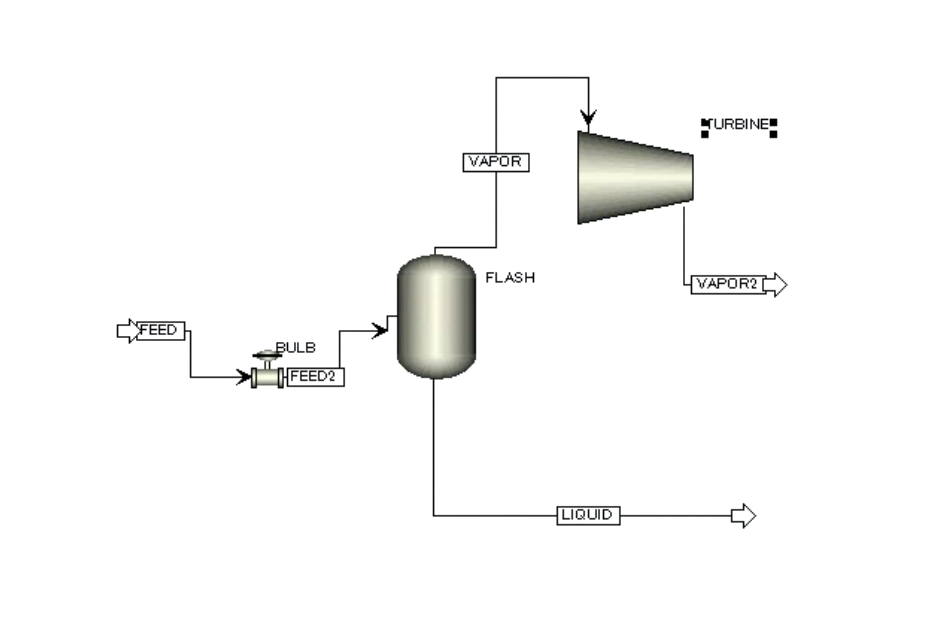 TURBINE
VAPOR
FLASH
VAPOR2
FEED
BULB
FEED2
LIQUID